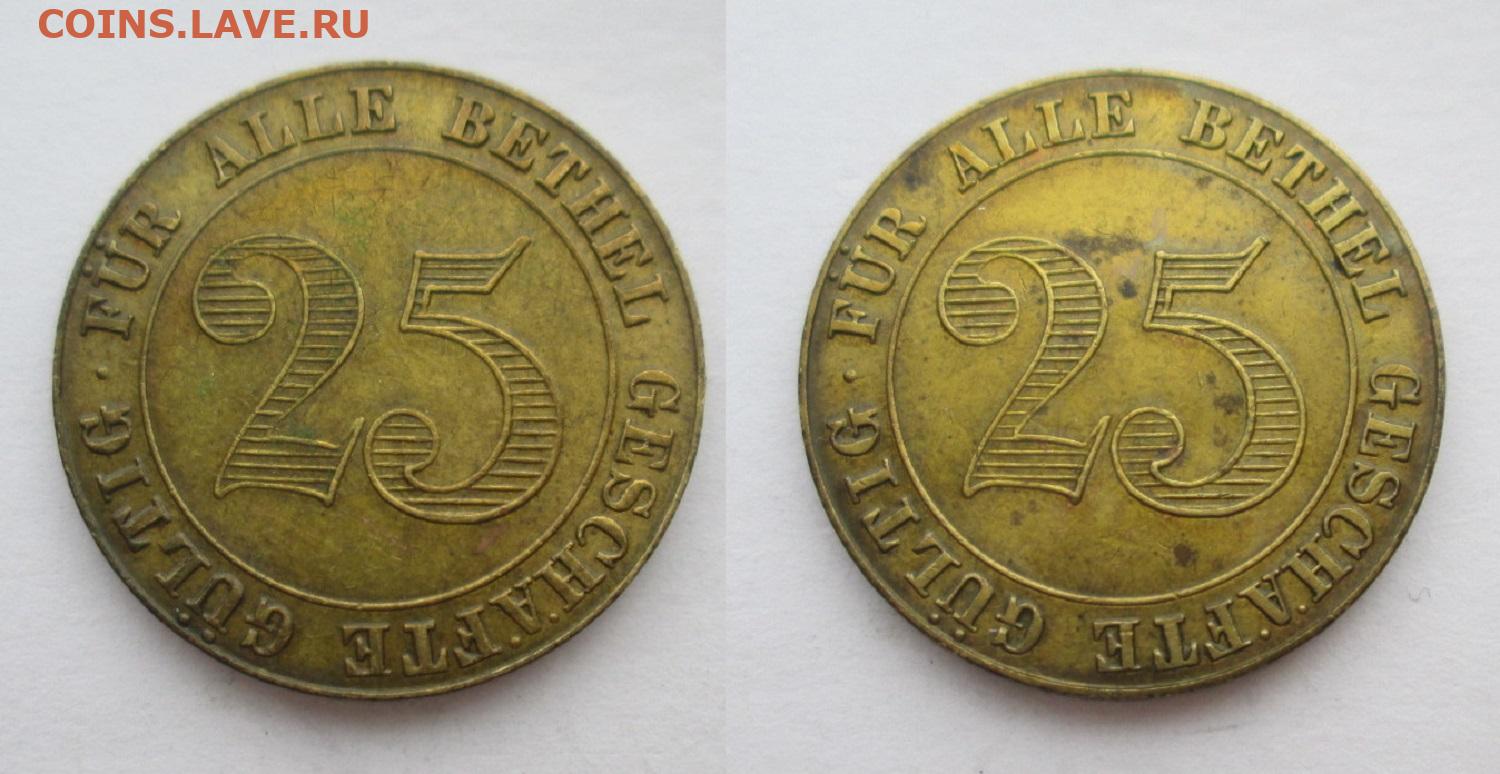 COINS.LAVE.RU
· FÜR ALLE BETHEL GESCHÄFTE GÜLTIG
25
· FÜR ALLE BETHEL GESCHÄFTE GÜLTIG
25